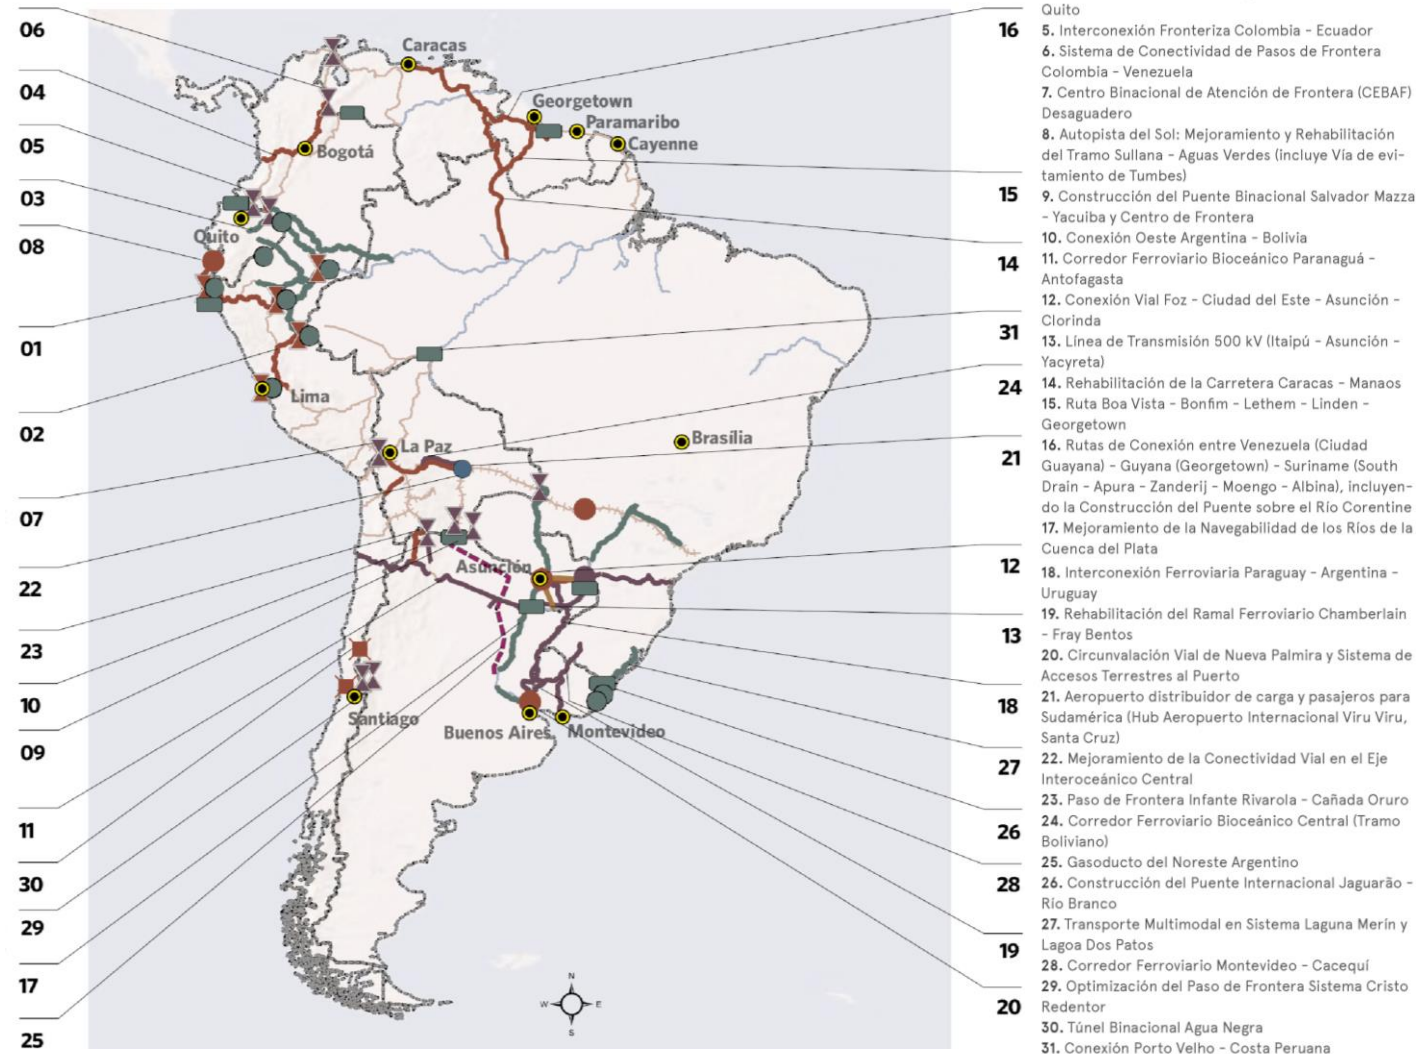 06
04
05
03
08
01
02
07
22
23
10
09
11
30
29
17
25
Caracas
Georgetown
Paramaribo
Cayenne
Bogotá
Quito
Lima
La Paz
Brasília
Asunción
Santiago
Buenos Aires
Montevideo
N
W
E
S
16
15
14
31
24
21
12
13
18
27
26
28
19
20
Quito
5. Interconexión Fronteriza Colombia - Ecuador
6. Sistema de Conectividad de Pasos de Frontera
Colombia - Venezuela
7. Centro Binacional de Atención de Frontera (CEBAF)
Desaguadero
8. Autopista del Sol: Mejoramiento y Rehabilitación
del Tramo Sullana - Aguas Verdes (incluye Vía de evi-
tamiento de Tumbes)
9. Construcción del Puente Binacional Salvador Mazza
- Yacuiba y Centro de Frontera
10. Conexión Oeste Argentina - Bolivia
11. Corredor Ferroviario Bioceánico Paranaguá -
Antofagasta
12. Conexión Vial Foz - Ciudad del Este - Asunción -
Clorinda
13. Línea de Transmisión 500 kV (Itaipú - Asunción -
Yacyreta)
14. Rehabilitación de la Carretera Caracas - Manaos
15. Ruta Boa Vista - Bonfim - Lethem - Linden -
Georgetown
16. Rutas de Conexión entre Venezuela (Ciudad
Guayana) - Guyana (Georgetown) - Suriname (South
Drain - Apura - Zanderij - Moengo - Albina), incluyen-
do la Construcción del Puente sobre el Río Corentine
17. Mejoramiento de la Navegabilidad de los Ríos de la
Cuenca del Plata
18. Interconexión Ferroviaria Paraguay - Argentina -
Uruguay
19. Rehabilitación del Ramal Ferroviario Chamberlain
- Fray Bentos
20. Circunvalación Vial de Nueva Palmira y Sistema de
Accesos Terrestres al Puerto
21. Aeropuerto distribuidor de carga y pasajeros para
Sudamérica (Hub Aeropuerto Internacional Viru Viru,
Santa Cruz)
22. Mejoramiento de la Conectividad Vial en el Eje
Interoceánico Central
23. Paso de Frontera Infante Rivarola - Cañada Oruro
24. Corredor Ferroviario Bioceánico Central (Tramo
Boliviano)
25. Gasoducto del Noreste Argentino
26. Construcción del Puente Internacional Jaguarão -
Río Branco
27. Transporte Multimodal en Sistema Laguna Merín y
Lagoa Dos Patos
28. Corredor Ferroviario Montevideo - Cacequí
29. Optimización del Paso de Frontera Sistema Cristo
Redentor
30. Túnel Binacional Agua Negra
31. Conexión Porto Velho - Costa Peruana